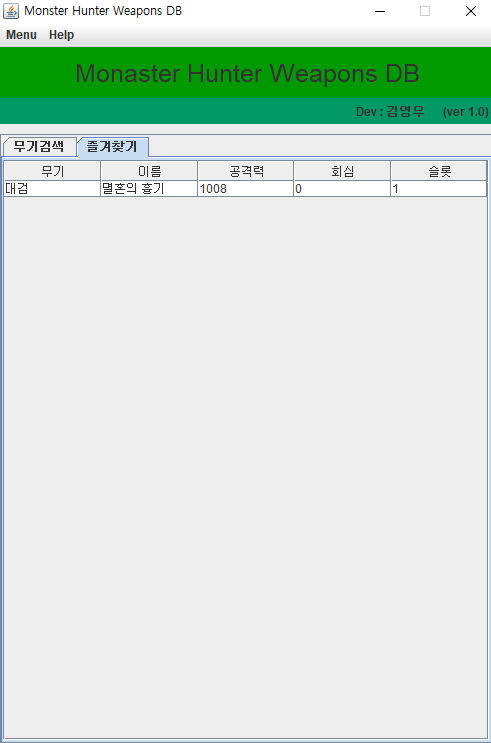 Monster Hunter Weapons DB
Menu Help
Monaster Hunter Weapons DB
Dev : 김영우 (ver 1.0)
무기검색 즐겨찾기
무기 이름 공격력 회심 슬롯
대검 멸혼의 흉기 1008 0 1